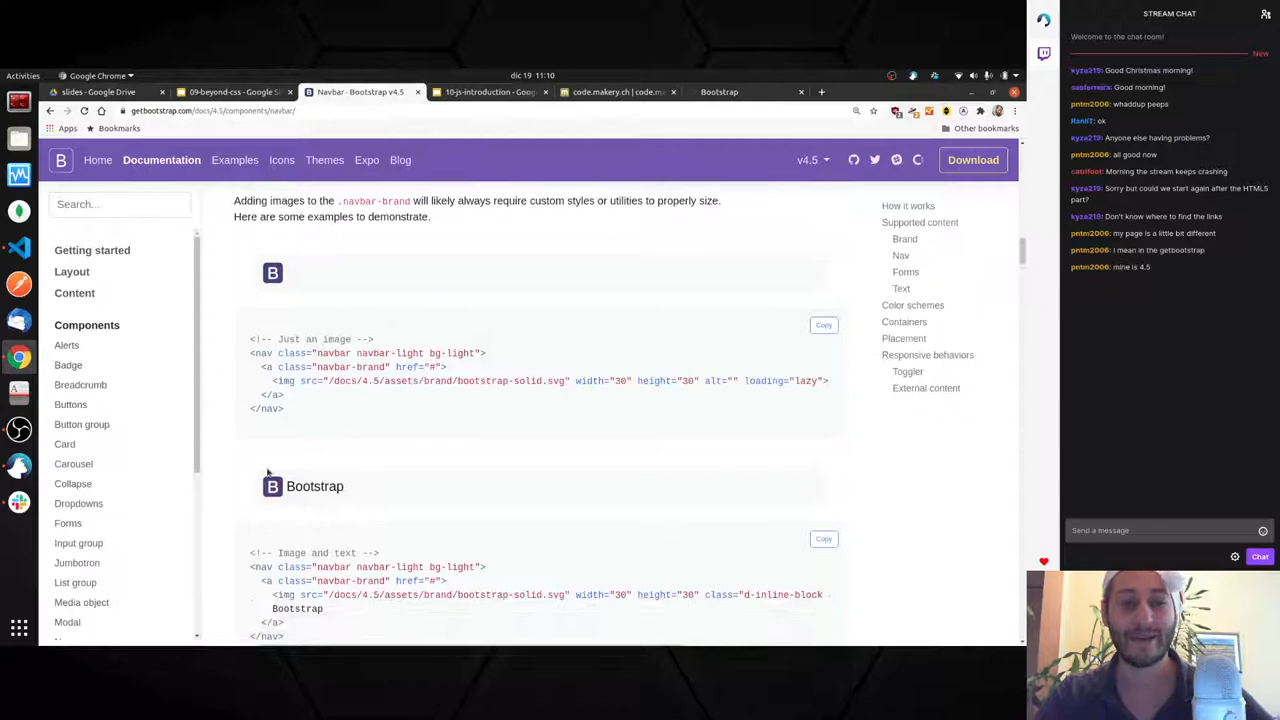 Activities
Google Chrome
dic 19 11:10
slides - Google Drive
09-beyond-css - Google Sl
Navbar · Bootstrap v4.5
10-js-introduction - Goog
code.makery.ch | code.ma
Bootstrap
getbootstrap.com/docs/4.5/components/navbar/
Apps
Bookmarks
Other bookmarks
B
Home
Documentation
Examples
Icons
Themes
Expo
Blog
v4.5
Download
Search...
Getting started
Layout
Content
Components
Alerts
Badge
Breadcrumb
Buttons
Button group
Card
Carousel
Collapse
Dropdowns
Forms
Input group
Jumbotron
List group
Media object
Modal
Adding images to the .navbar-brand will likely always require custom styles or utilities to properly size.
Here are some examples to demonstrate.
B
Copy
<!-- Just an image -->
<nav class="navbar navbar-light bg-light">
<a class="navbar-brand" href="#">
<img src="/docs/4.5/assets/brand/bootstrap-solid.svg" width="30" height="30" alt="" loading="lazy">
</a>
</nav>
B Bootstrap
Copy
<!-- Image and text -->
<nav class="navbar navbar-light bg-light">
<a class="navbar-brand" href="#">
<img src="/docs/4.5/assets/brand/bootstrap-solid.svg" width="30" height="30" class="d-inline-block
Bootstrap
</a>
</nav>
How it works
Supported content
Brand
Nav
Forms
Text
Color schemes
Containers
Placement
Responsive behaviors
Toggler
External content
STREAM CHAT
Welcome to the chat room!
New
kyza219: Good Christmas morning!
Good morning!
pntm2006: whaddup peeps
ok
kyza219: Anyone else having problems?
pntm2006: all good now
Morning the stream keeps crashing
kyza219: Sorry but could we start again after the HTML5
part?
kyza219: Don't know where to find the links
pntm2006: my page is a little bit different
pntm2006: I mean in the getbootstrap
pntm2006: mine is 4.5
Send a message
Chat